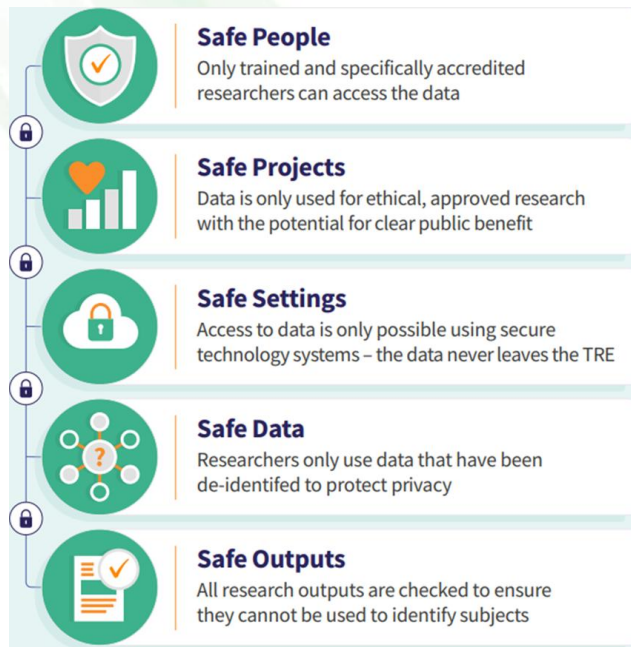 Safe People
Only trained and specifically accredited
researchers can access the data
Safe Projects
Data is only used for ethical, approved research
with the potential for clear public benefit
Safe Settings
Access to data is only possible using secure
technology systems – the data never leaves the TRE
Safe Data
?
Researchers only use data that have been
de-identifed to protect privacy
Safe Outputs
All research outputs are checked to ensure
they cannot be used to identify subjects